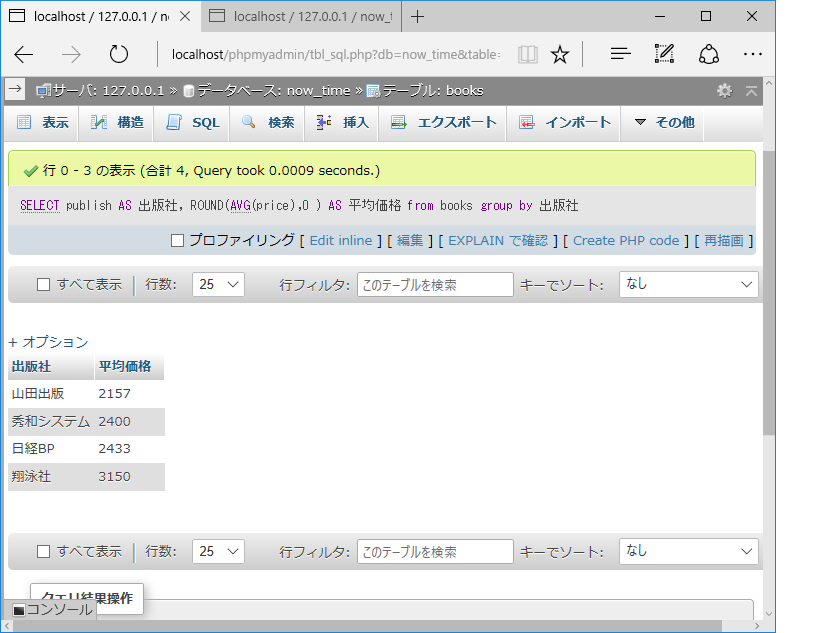 localhost / 127.0.0.1 / n
localhost / 127.0.0.1 / now_t
localhost/phpmyadmin/tbl_sql.php?db=now_time&table=
サーバ: 127.0.0.1 » データベース: now_time » テーブル: books
表示 構造 SQL 検索 挿入 エクスポート インポート その他
行 0 - 3 の表示 (合計 4, Query took 0.0009 seconds.)
SELECT publish AS 出版社, ROUND(AVG(price),0 ) AS 平均価格 from books group by 出版社
プロファイリング [ Edit inline ] [ 編集 ] [ EXPLAIN で確認 ] [ Create PHP code ] [ 再描画 ]
すべて表示 行数: 25 行フィルタ: このテーブルを検索 キーでソート: なし
+ オプション
出版社 平均価格
山田出版 2157
秀和システム 2400
日経BP 2433
翔泳社 3150
すべて表示 行数: 25 行フィルタ: このテーブルを検索 キーでソート: なし
クエリ結果操作
コンソール